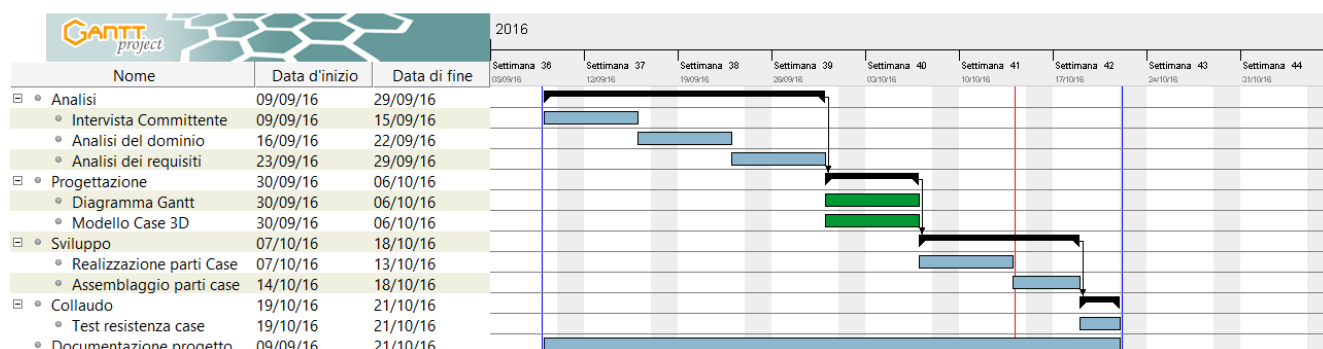 GANTT
project
2016
Settimana 36 Settimana 37 Settimana 38 Settimana 39 Settimana 40 Settimana 41 Settimana 42 Settimana 43 Settimana 44
05/09/16 12/09/16 19/09/16 26/09/16 03/10/16 10/10/16 17/10/16 24/10/16 31/10/16
Nome Data d'inizio Data di fine
Analisi 09/09/16 29/09/16
Intervista Committente 09/09/16 15/09/16
Analisi del dominio 16/09/16 22/09/16
Analisi dei requisiti 23/09/16 29/09/16
Progettazione 30/09/16 06/10/16
Diagramma Gantt 30/09/16 06/10/16
Modello Case 3D 30/09/16 06/10/16
Sviluppo 07/10/16 18/10/16
Realizzazione parti Case 07/10/16 13/10/16
Assemblaggio parti case 14/10/16 18/10/16
Collaudo 19/10/16 21/10/16
Test resistenza case 19/10/16 21/10/16
Documentazione progetto 09/09/16 21/10/16